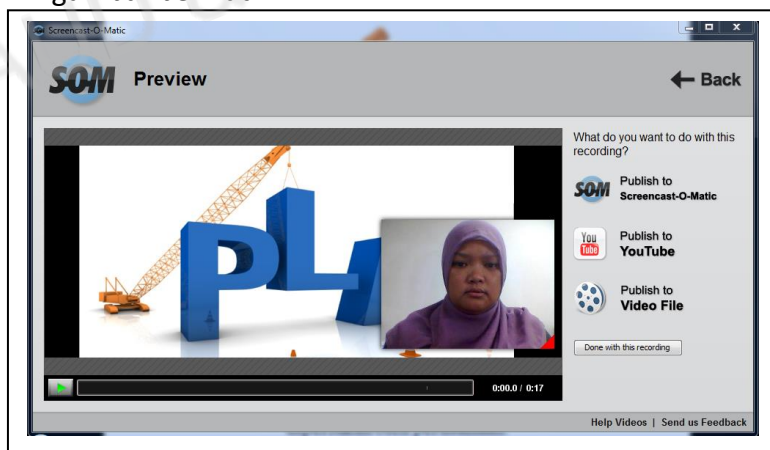 Screencast-O-Matic
SOM
Preview
Back
What do you want to do with this
recording?
PLA
SOM
Publish to
Screencast-O-Matic
You
Tube
Publish to
YouTube
Publish to
Video File
Done with this recording
0:00.0 / 0:17
Help Videos | Send us Feedback